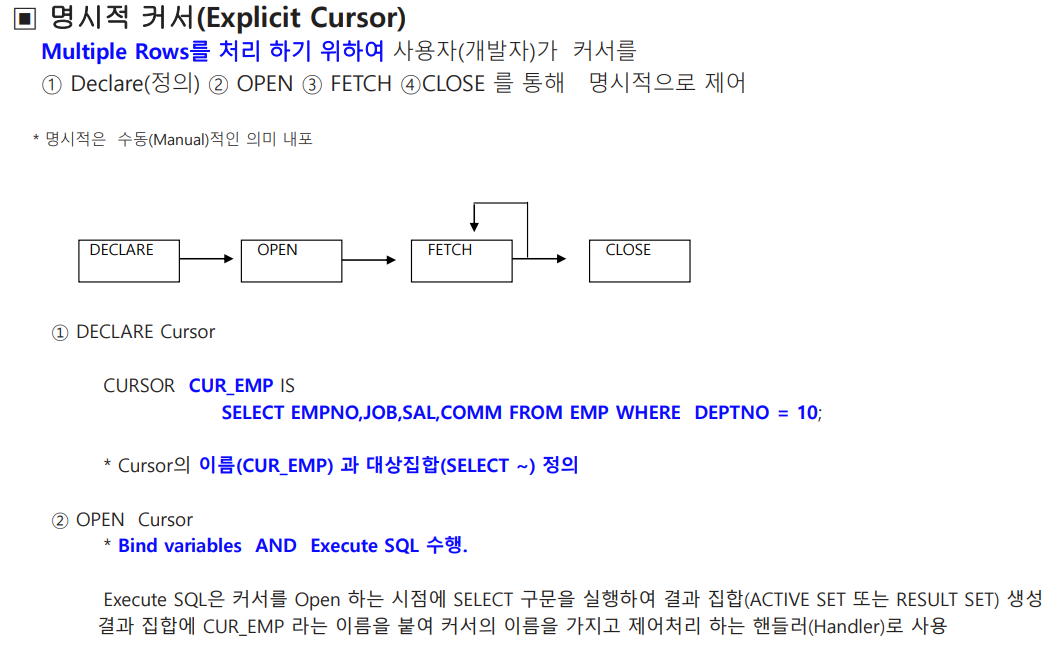 ▣ 명시적 커서(Explicit Cursor)
Multiple Rows를 처리 하기 위하여 사용자(개발자)가 커서를
① Declare(정의) ② OPEN ③ FETCH ④CLOSE 를 통해 명시적으로 제어
* 명시적은 수동(Manual)적인 의미 내포
DECLARE OPEN FETCH CLOSE
① DECLARE Cursor
CURSOR CUR_EMP IS
SELECT EMPNO,JOB,SAL,COMM FROM EMP WHERE DEPTNO = 10;
* Cursor의 이름(CUR_EMP) 과 대상집합(SELECT ~) 정의
② OPEN Cursor
* Bind variables AND Execute SQL 수행.
Execute SQL은 커서를 Open 하는 시점에 SELECT 구문을 실행하여 결과 집합(ACTIVE SET 또는 RESULT SET) 생성
결과 집합에 CUR_EMP 라는 이름을 붙여 커서의 이름을 가지고 제어처리 하는 핸들러(Handler)로 사용